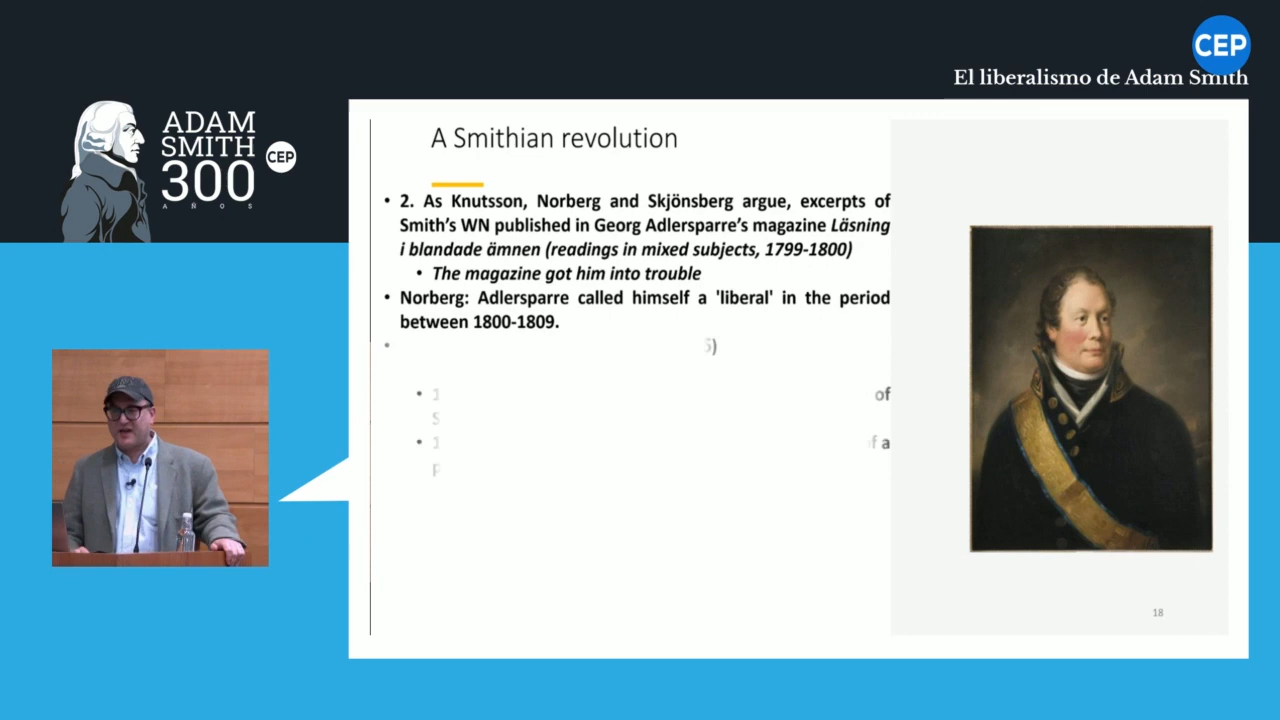 CEP
El liberalismo de Adam Smith
ADAM
SMITH
300
AÑOS
CEP
A Smithian revolution
• 2. As Knutsson, Norberg and Skjönsberg argue, excerpts of
Smith's WN published in Georg Adlersparre's magazine Läsning
i blandade ämnen (readings in mixed subjects, 1799-1800)
• The magazine got him into trouble
• Norberg: Adlersparre called himself a 'liberal' in the period
between 1800-1809.
of
a
18